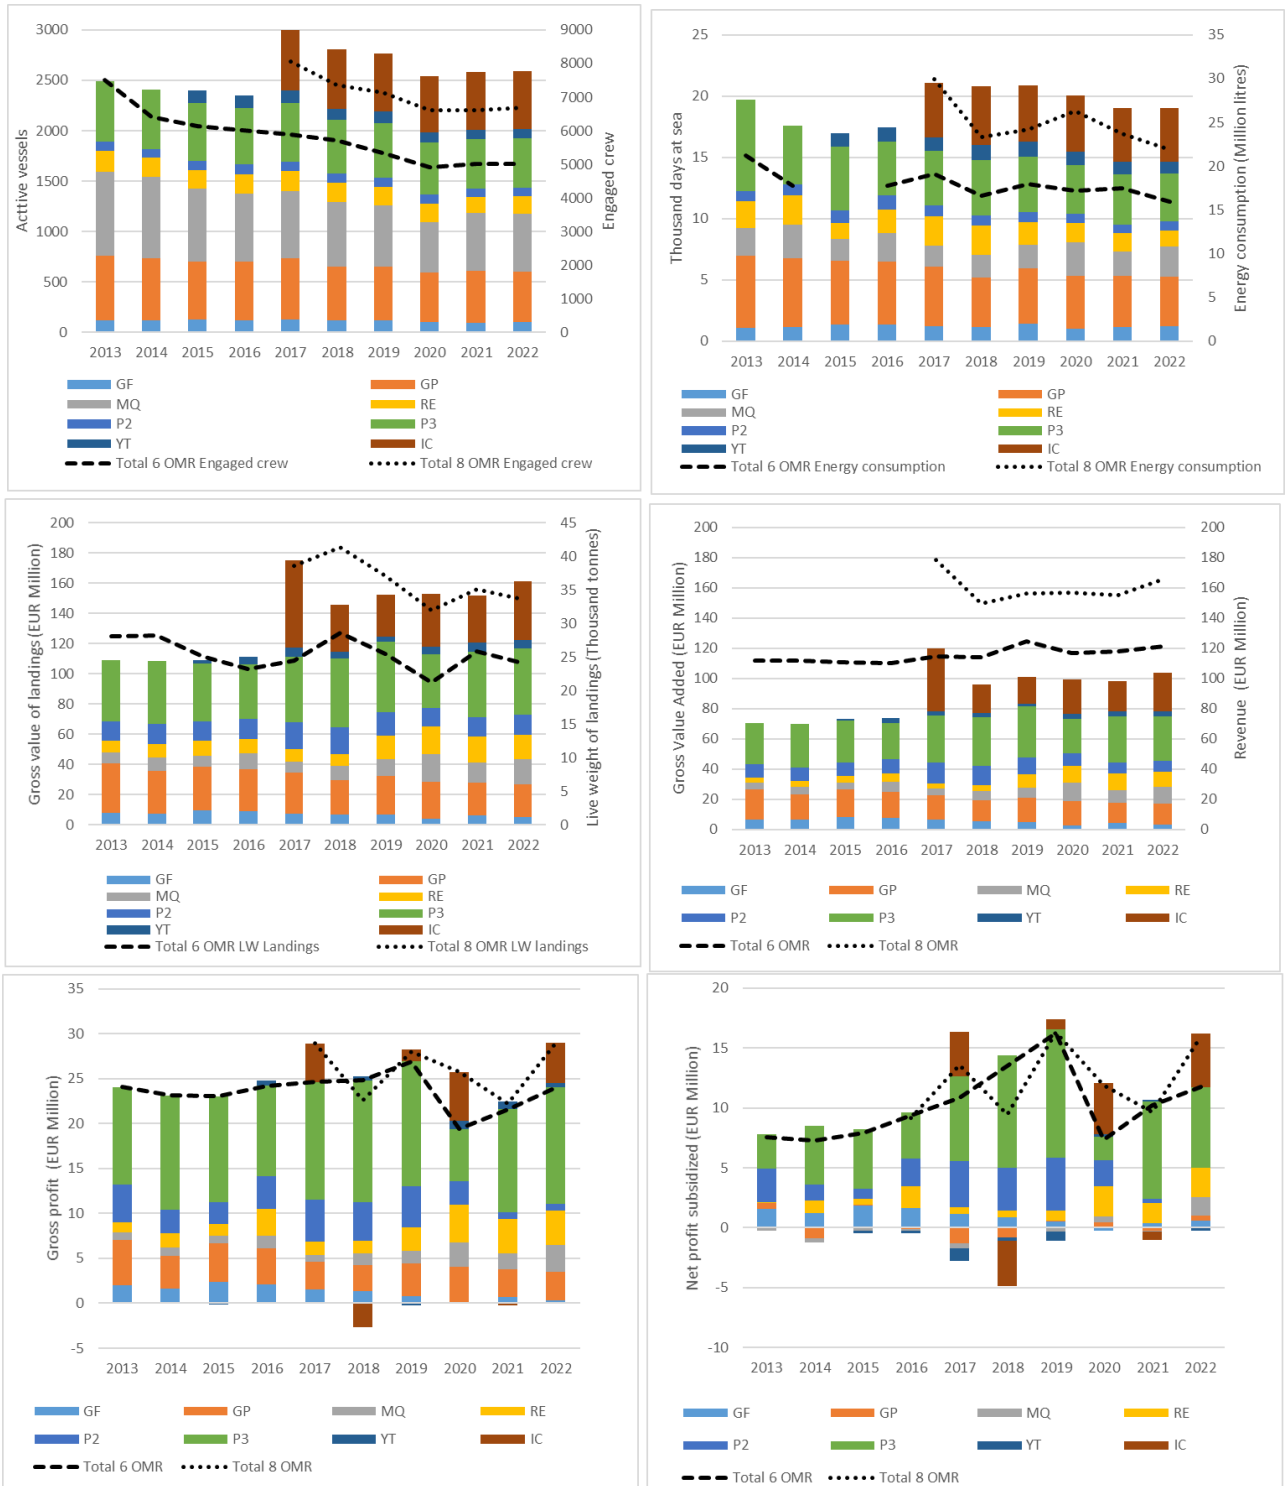 Acttive vessels
3000
2500
2000
1500
1000
500
0
9000
8000
7000
6000
5000
4000
3000
2000
1000
0
Engaged crew
2013 2014 2015 2016 2017 2018 2019 2020 2021 2022
GF GP
MQ RE
P2 P3
YT IC
Total 6 OMR Engaged crew Total 8 OMR Engaged crew
Thousand days at sea
25
20
15
10
5
0
35
30
25
20
15
10
5
0
Energy consumption (Million litres)
2013 2014 2015 2016 2017 2018 2019 2020 2021 2022
GF GP
MQ RE
P2 P3
YT IC
Total 6 OMR Energy consumption Total 8 OMR Energy consumption
Gross value of landings (EUR Million)
200
180
160
140
120
100
80
60
40
20
0
45
40
35
30
25
20
15
10
5
0
Live weight of landings (Thousand tonnes)
2013 2014 2015 2016 2017 2018 2019 2020 2021 2022
GF GP
MQ RE
P2 P3
YT IC
Total 6 OMR LW Landings Total 8 OMR LW landings
Gross Value Added (EUR Million)
200
180
160
140
120
100
80
60
40
20
0
200
180
160
140
120
100
80
60
40
20
0
Revenue (EUR Million)
2013 2014 2015 2016 2017 2018 2019 2020 2021 2022
GF GP MQ RE
P2 P3 YT IC
Total 6 OMR Total 8 OMR
Gross profit (EUR Million)
35
30
25
20
15
10
5
0
-5
2013 2014 2015 2016 2017 2018 2019 2020 2021 2022
GF GP MQ RE
P2 P3 YT IC
Total 6 OMR Total 8 OMR
Net profit subsidized (EUR Million)
20
15
10
5
0
-5
-10
2013 2014 2015 2016 2017 2018 2019 2020 2021 2022
GF GP MQ RE
P2 P3 YT IC
Total 6 OMR Total 8 OMR